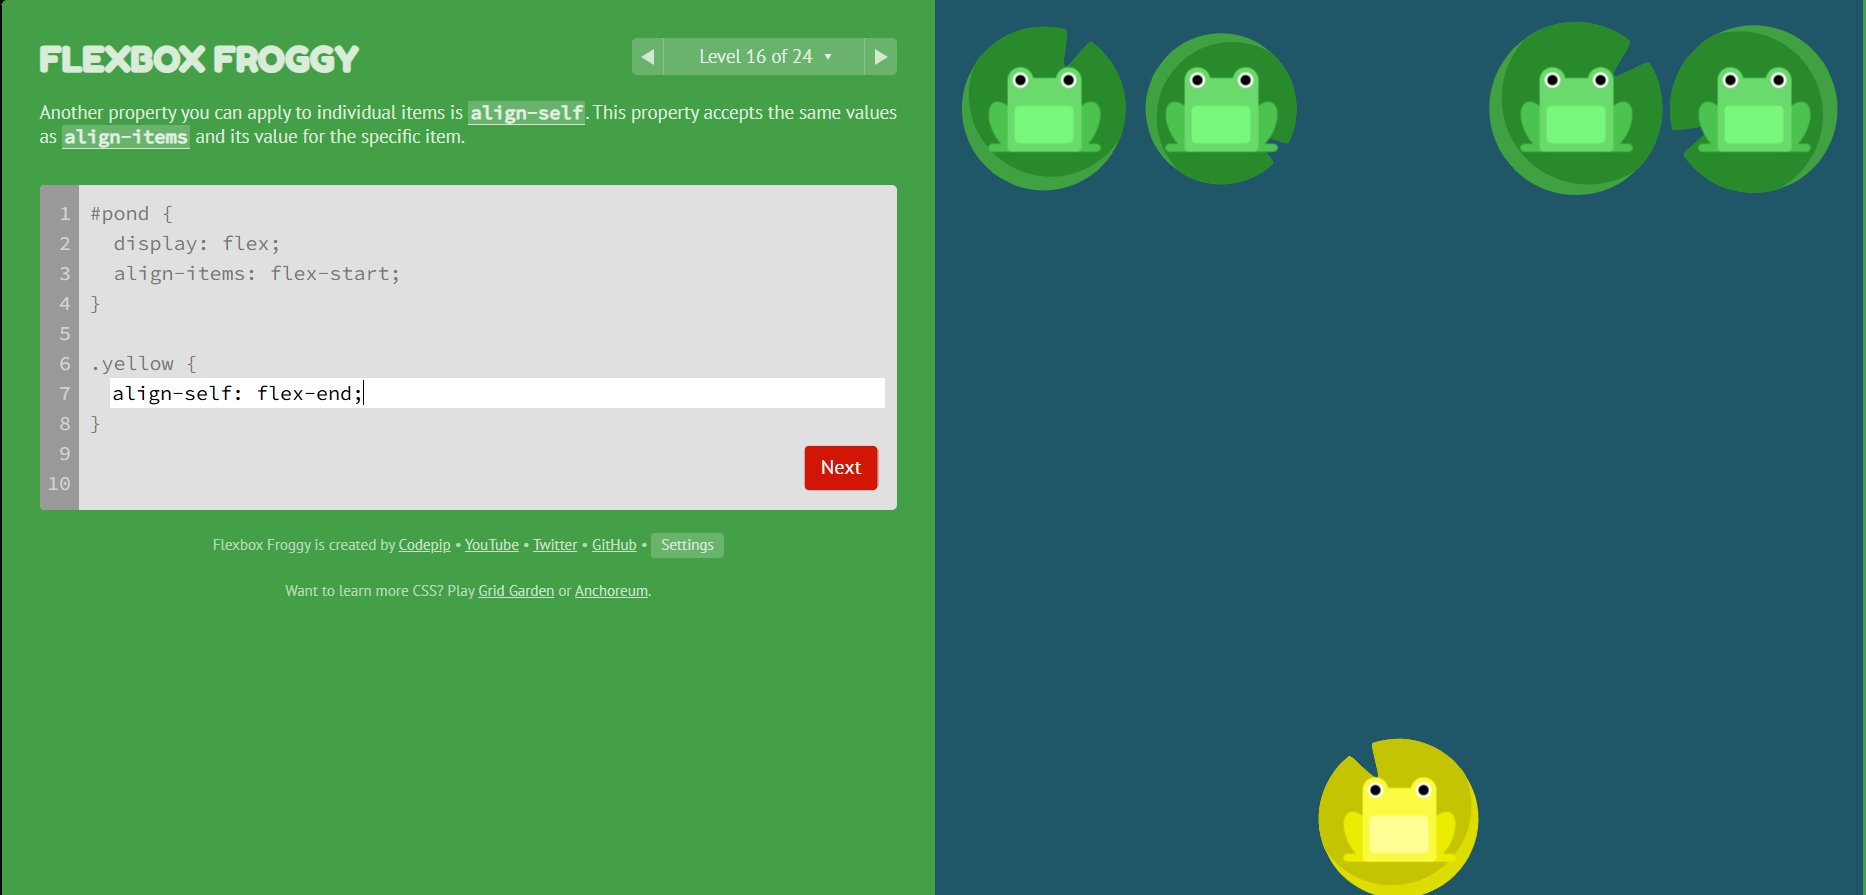 FLEXBOX FROGGY
◀ Level 16 of 24 ▼ ▶
Another property you can apply to individual items is align-self. This property accepts the same values
as align-items and its value for the specific item.
1 #pond {
2 display: flex;
3 align-items: flex-start;
4 }
5
6 .yellow {
7 align-self: flex-end;
8 }
9
10
Next
Flexbox Froggy is created by Codepip • YouTube • Twitter • GitHub • Settings
Want to learn more CSS? Play Grid Garden or Anchoreum.